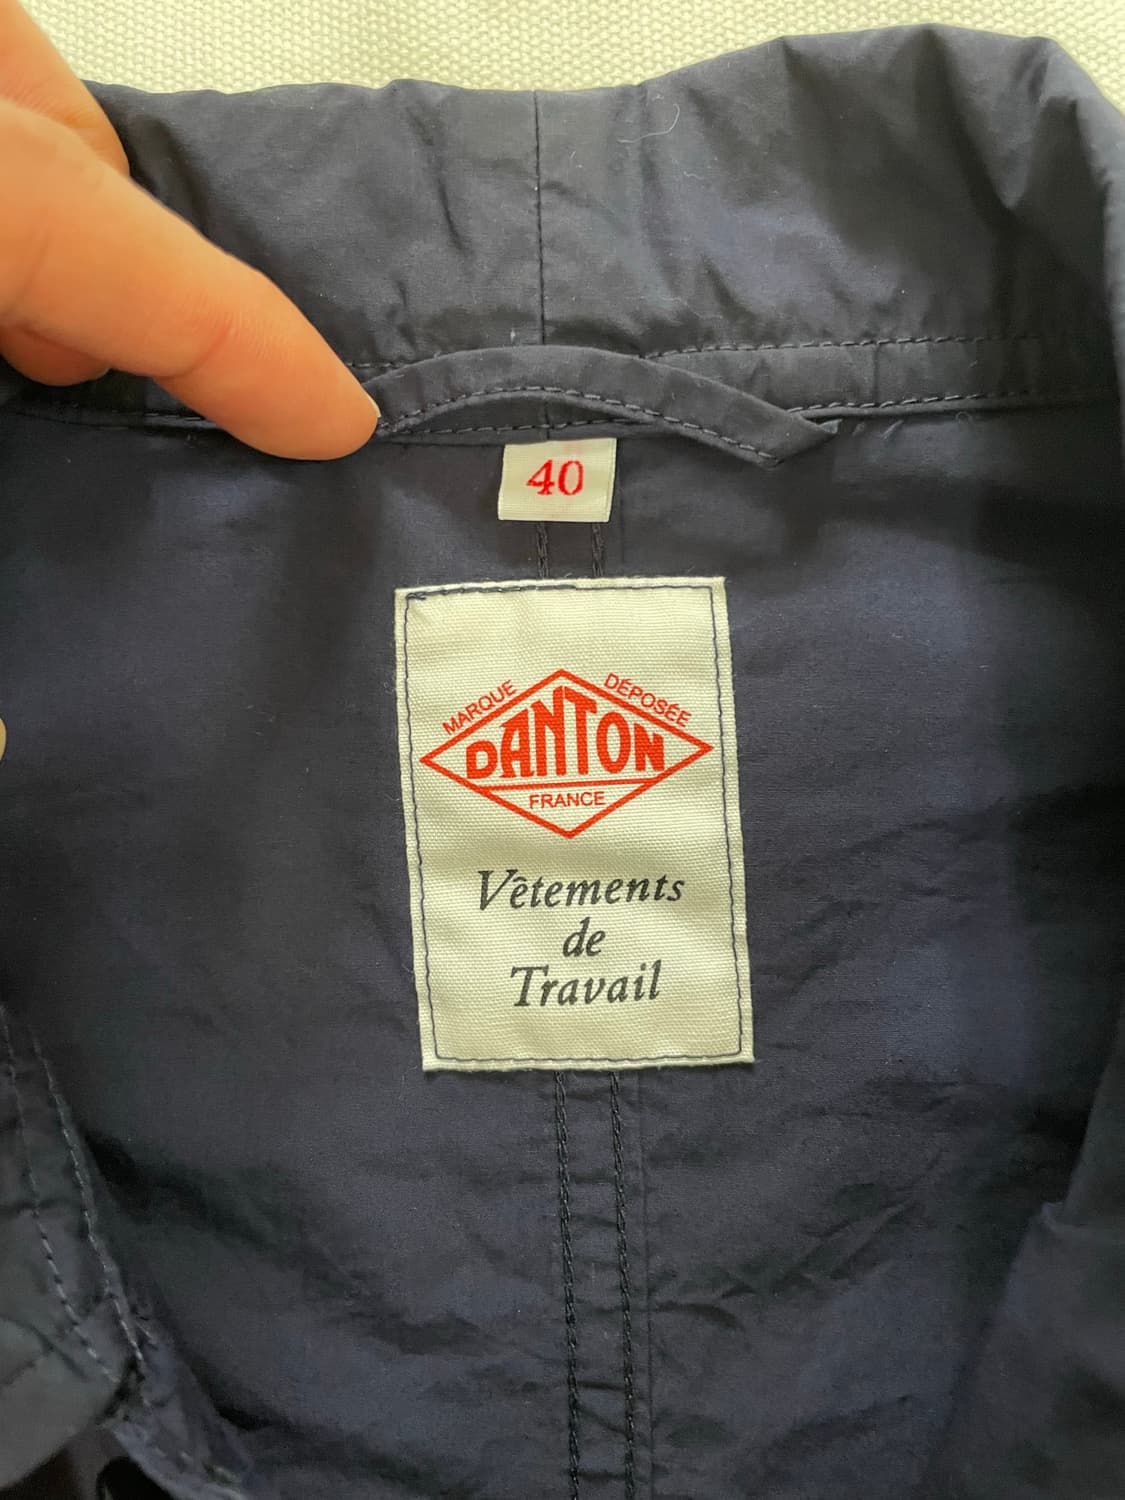 40
MARQUE DÉPOSÉE
DANTON
FRANCE
Vêtements
de
Travail